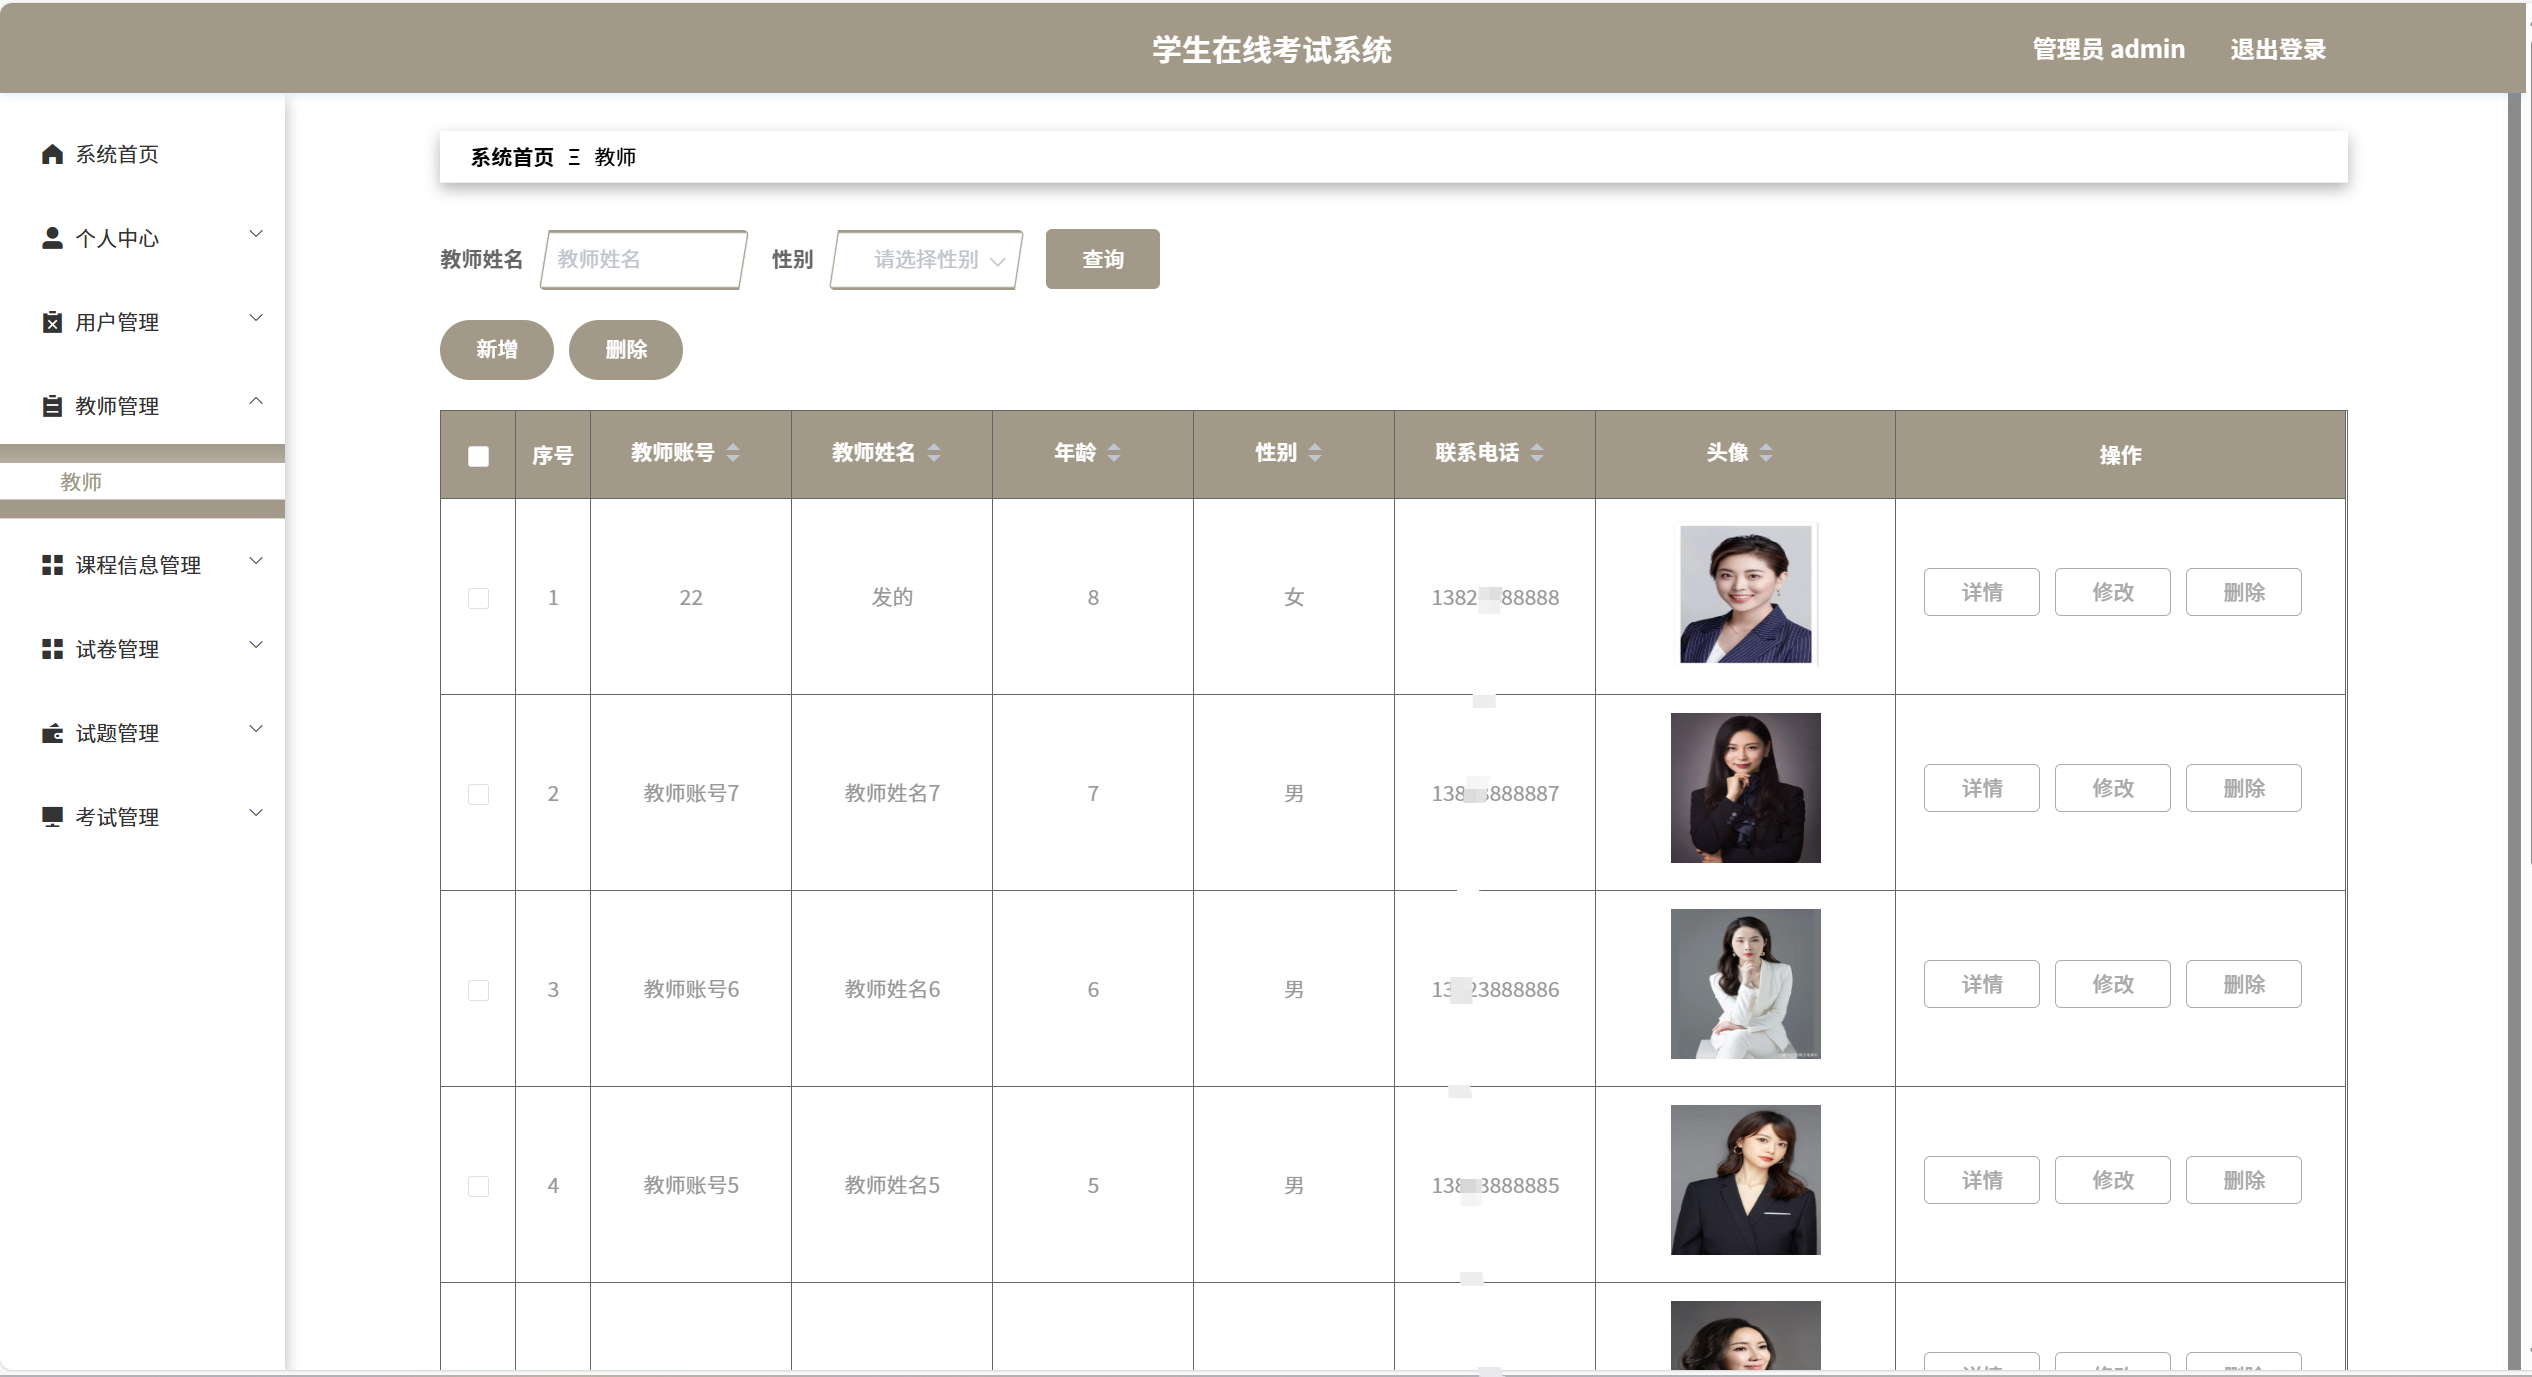 学生在线考试系统
管理员 admin 退出登录
系统首页
个人中心
用户管理
教师管理
教师
课程信息管理
试卷管理
试题管理
考试管理
系统首页 Ξ 教师
教师姓名 教师姓名 性别 请选择性别 查询
新增 删除
序号 教师账号 教师姓名 年龄 性别 联系电话 头像 操作
1 22 发的 8 女 1382 88888 详情 修改 删除
2 教师账号7 教师姓名7 7 男 138 888887 详情 修改 删除
3 教师账号6 教师姓名6 6 男 13 23888886 详情 修改 删除
4 教师账号5 教师姓名5 5 男 138 3888885 详情 修改 删除